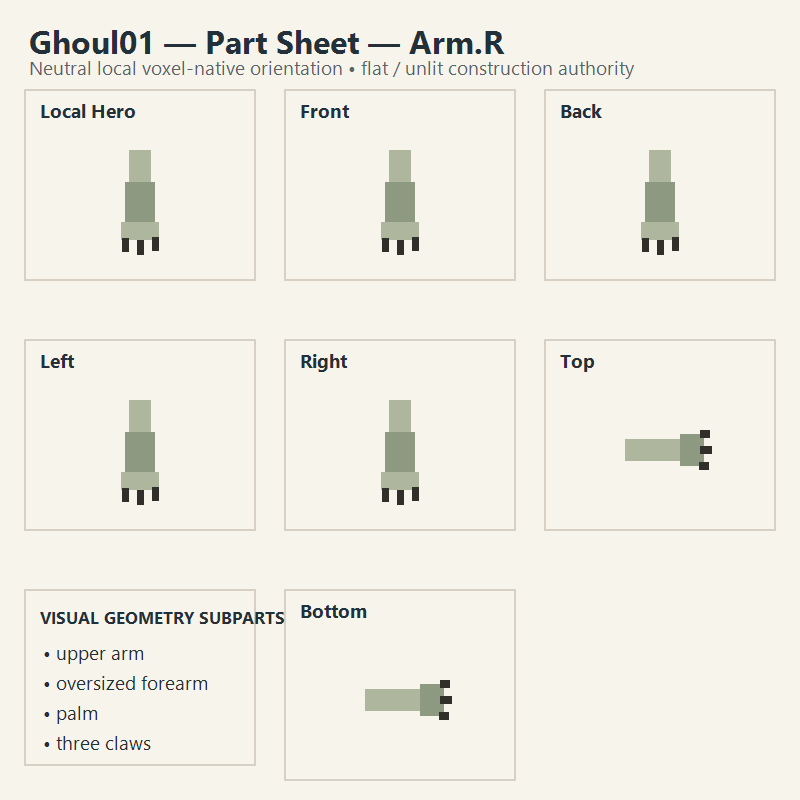 Ghoul01 — Part Sheet — Arm.R
Neutral local voxel-native orientation • flat / unlit construction authority
Local Hero
Front
Back
Left
Right
Top
VISUAL GEOMETRY SUBPARTS
• upper arm
• oversized forearm
• palm
• three claws
Bottom